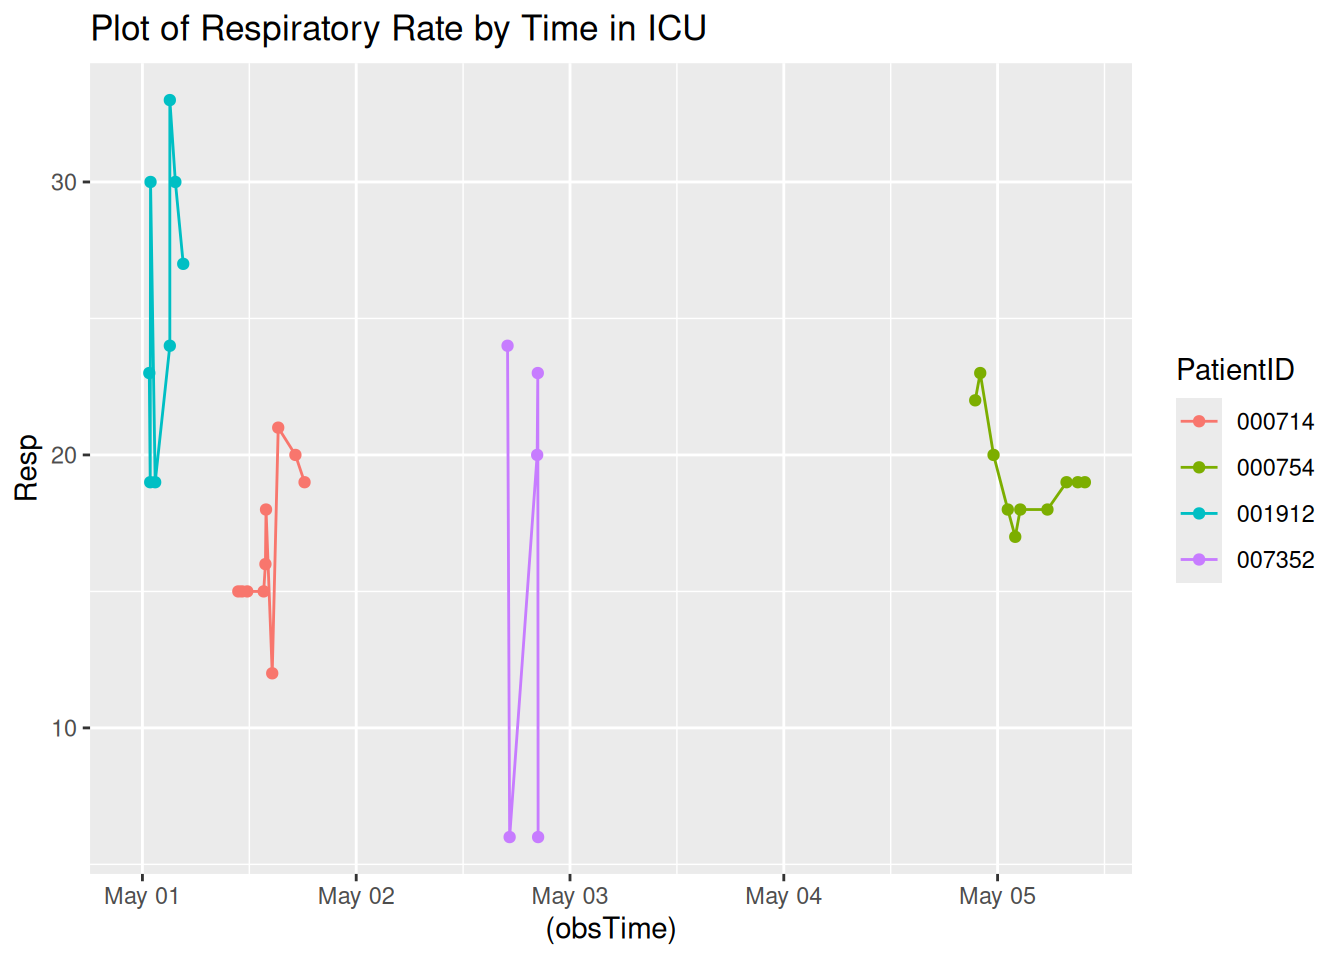 Plot of Respiratory Rate by Time in ICU
30
20
10
Resp
May 01
May 02
May 03
May 04
May 05
(obsTime)
PatientID
000714
000754
001912
007352